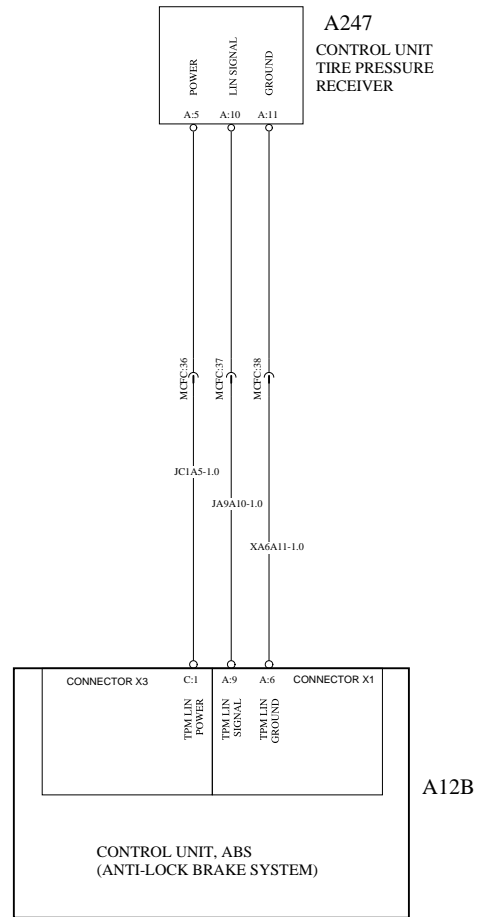 A247
CONTROL UNIT
TIRE PRESSURE
RECEIVER
POWER
LIN SIGNAL
GROUND
A:5
A:10
A:11
MCFC:36
MCFC:37
MCFC:38
JC1A5-1.0
JA9A10-1.0
XA6A11-1.0
CONNECTOR X3
C:1
A:9
A:6
CONNECTOR X1
TPM LIN
POWER
TPM LIN
SIGNAL
TPM LIN
GROUND
A12B
CONTROL UNIT, ABS
(ANTI-LOCK BRAKE SYSTEM)